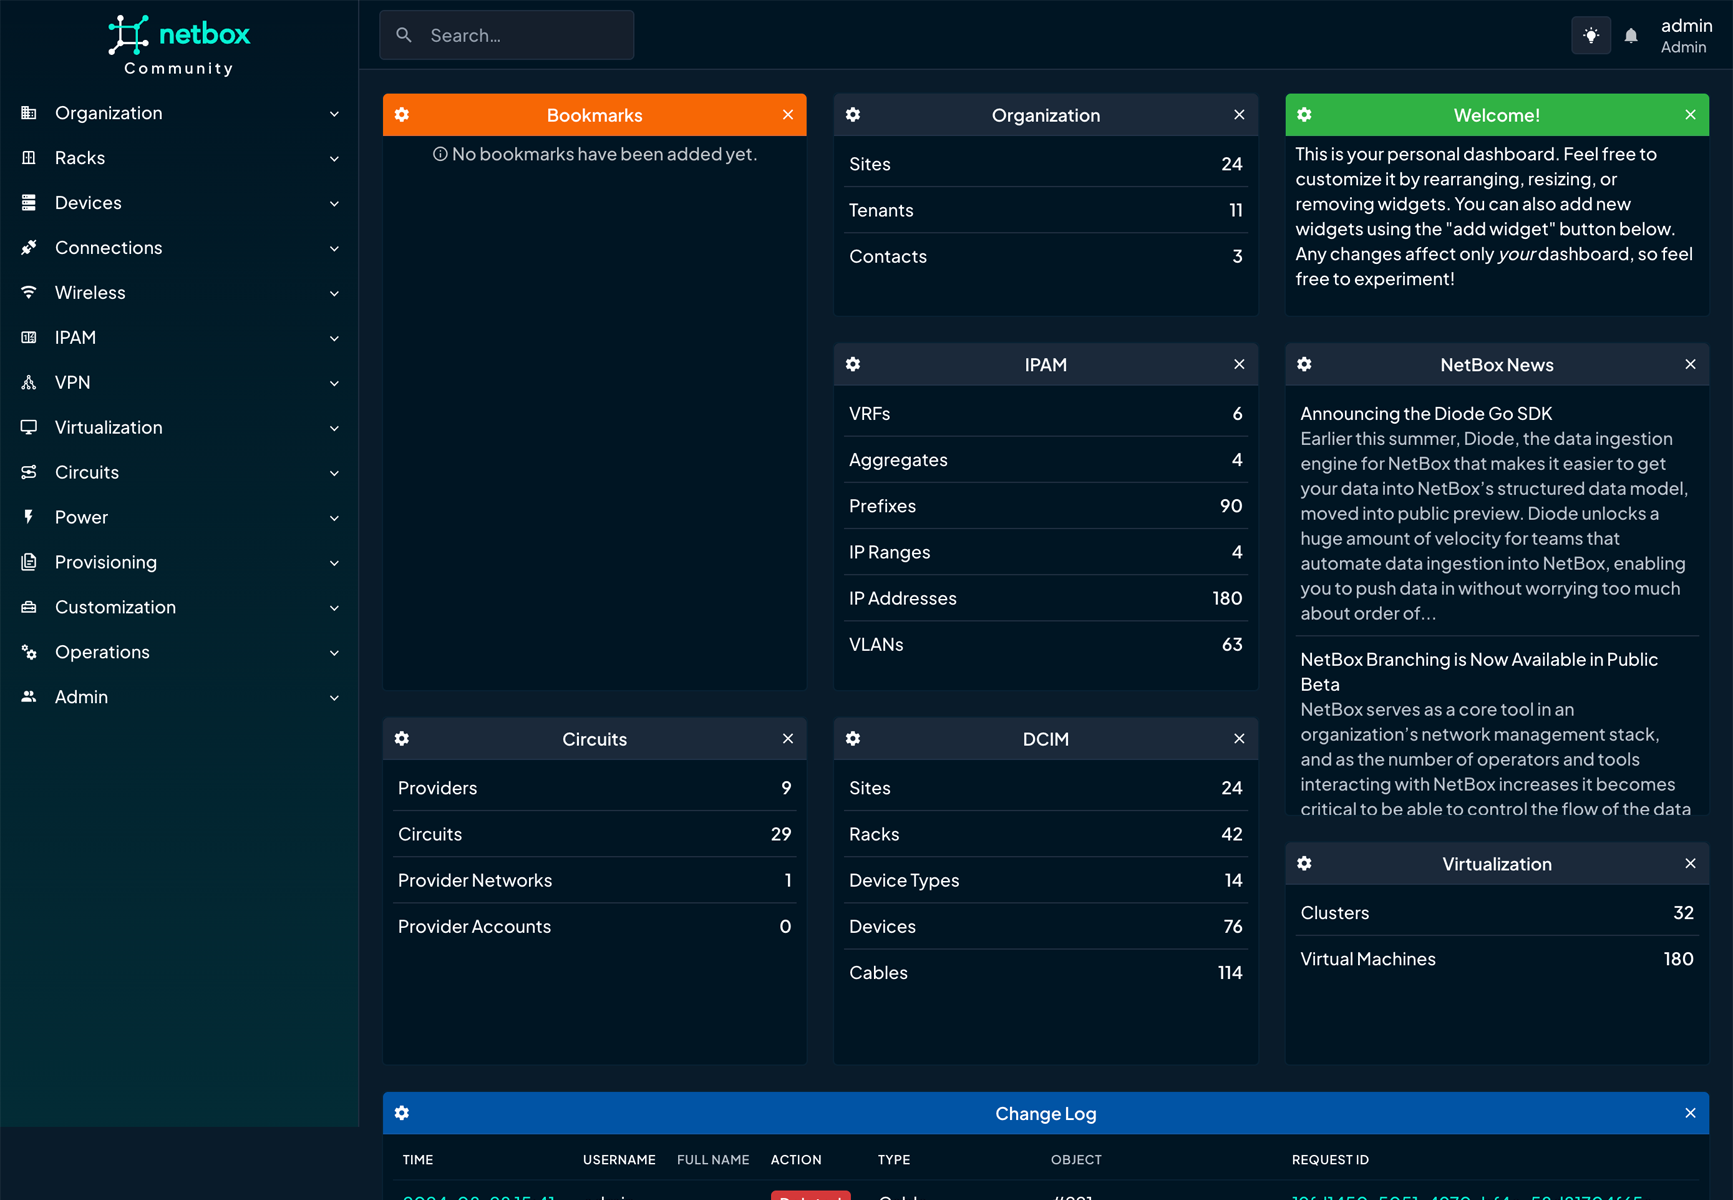 netbox
Community
Search...
admin
Admin
Organization
Racks
Devices
Connections
Wireless
IPAM
VPN
Virtualization
Circuits
Power
Provisioning
Customization
Operations
Admin
Bookmarks
No bookmarks have been added yet.
Organization
Sites 24
Tenants 11
Contacts 3
Welcome!
This is your personal dashboard. Feel free to
customize it by rearranging, resizing, or
removing widgets. You can also add new
widgets using the "add widget" button below.
Any changes affect only your dashboard, so feel
free to experiment!
IPAM
VRFs 6
Aggregates 4
Prefixes 90
IP Ranges 4
IP Addresses 180
VLANs 63
NetBox News
Announcing the Diode Go SDK
Earlier this summer, Diode, the data ingestion
engine for NetBox that makes it easier to get
your data into NetBox’s structured data model,
moved into public preview. Diode unlocks a
huge amount of velocity for teams that
automate data ingestion into NetBox, enabling
you to push data in without worrying too much
about order of...
NetBox Branching is Now Available in Public
Beta
NetBox serves as a core tool in an
organization’s network management stack,
and as the number of operators and tools
interacting with NetBox increases it becomes
critical to be able to control the flow of the data
Circuits
Providers 9
Circuits 29
Provider Networks 1
Provider Accounts 0
DCIM
Sites 24
Racks 42
Device Types 14
Devices 76
Cables 114
Virtualization
Clusters 32
Virtual Machines 180
Change Log
TIME USERNAME FULL NAME ACTION TYPE OBJECT REQUEST ID